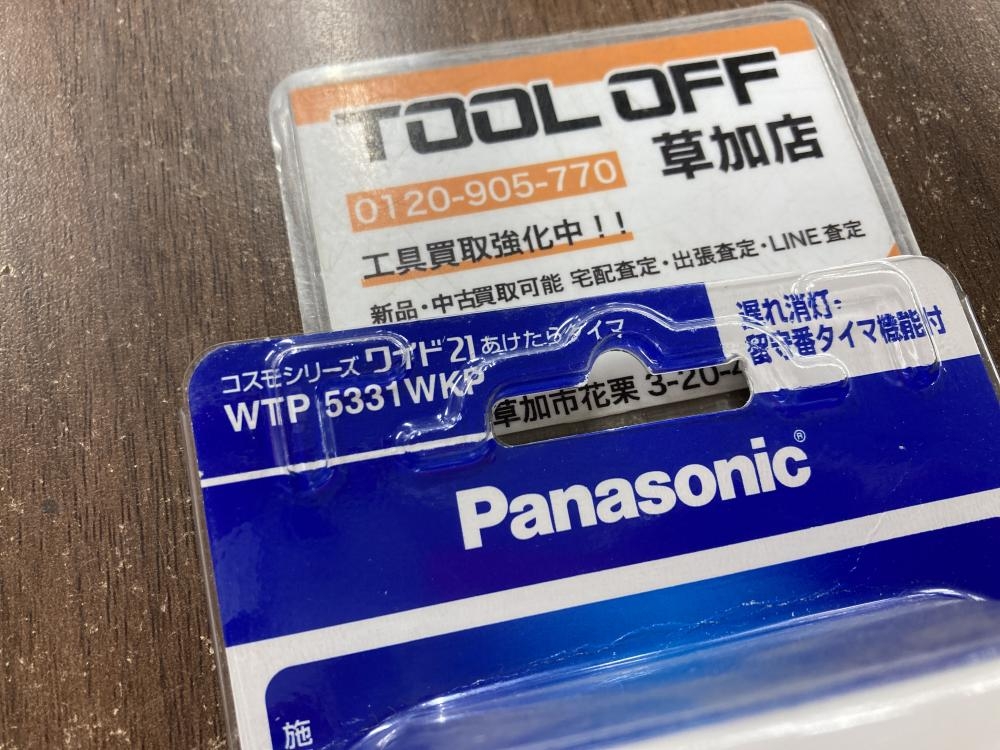 TOOL OFF
草加店
0120-905-770
工具買取強化中!!
新品・中古買取可能 宅配査定・出張査定・LINE査定
草加市花栗 3-20-4
コスモシリーズ ワイド21 あけたらタイマ
WTP 5331WKP
遅れ消灯・
留守番タイマ機能付
Panasonic®
施